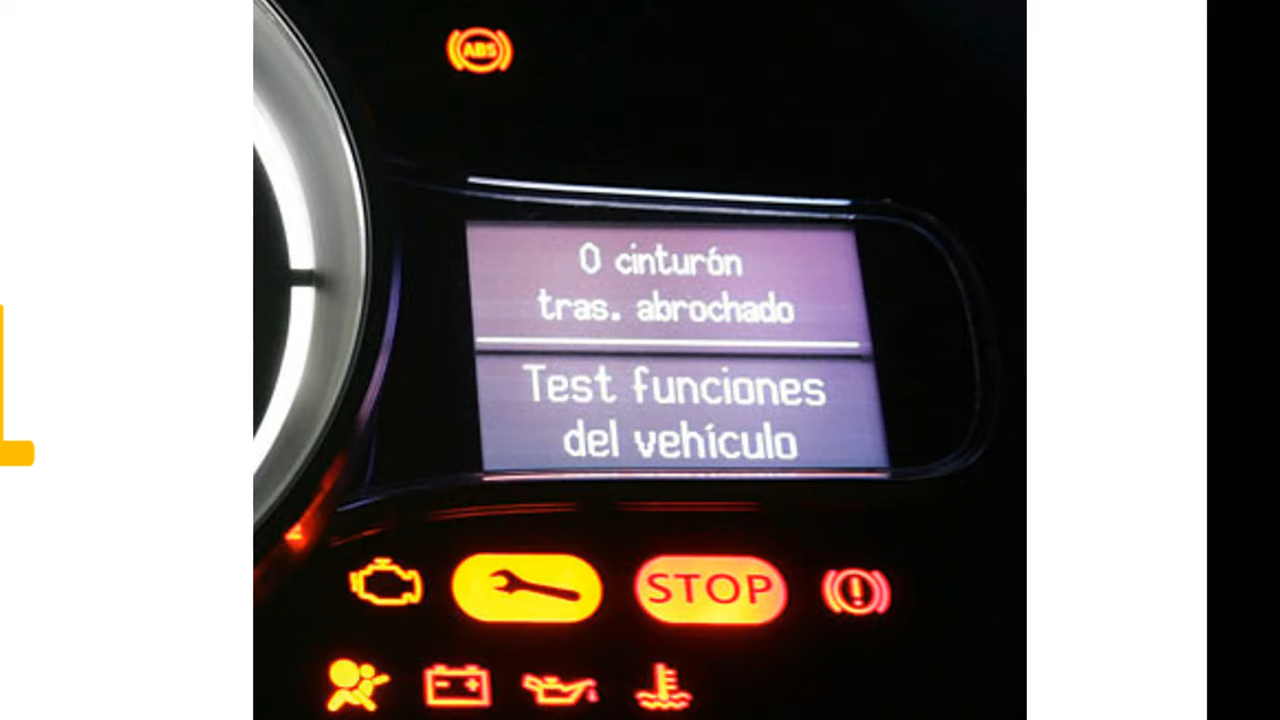 ABS
0 cinturón
tras. abrochado
Test funciones
del vehículo
STOP